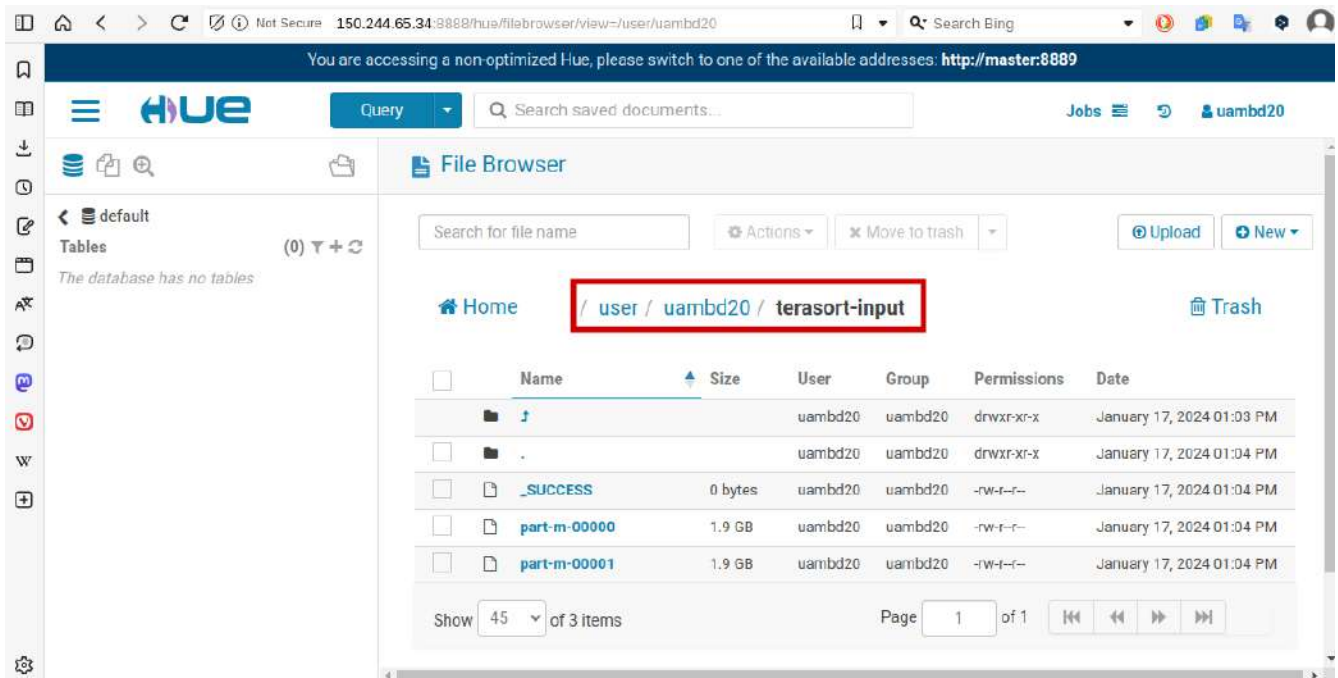 Not Secure 150.244.65.34:8888/hue/filebrowser/view=/user/uambd20 Search Bing
You are accessing a non-optimized Hue, please switch to one of the available addresses: http://master:8889
HUE Query Search saved documents... Jobs uambd20
File Browser
default
Tables (0)
The database has no tables
Search for file name Actions Move to trash Upload New
Home / user / uambd20 / terasort-input Trash
Name Size User Group Permissions Date
uambd20 uambd20 drwxr-xr-x January 17, 2024 01:03 PM
. uambd20 uambd20 drwxr-xr-x January 17, 2024 01:04 PM
_SUCCESS 0 bytes uambd20 uambd20 -rw-r--r-- January 17, 2024 01:04 PM
part-m-00000 1.9 GB uambd20 uambd20 -rw-r--r-- January 17, 2024 01:04 PM
part-m-00001 1.9 GB uambd20 uambd20 -rw-r--r-- January 17, 2024 01:04 PM
Show 45 of 3 items Page 1 of 1
W